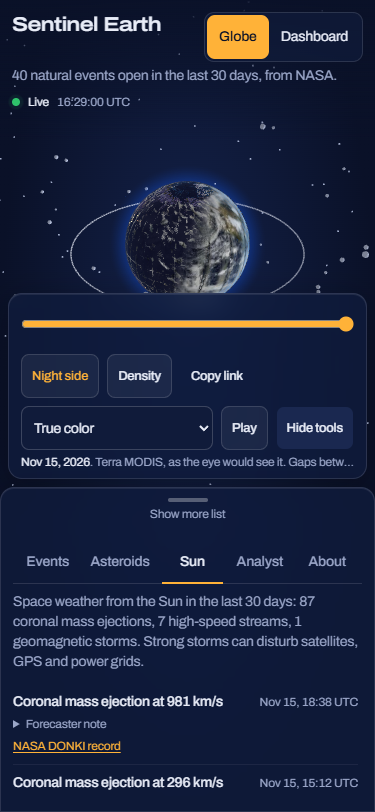 Sentinel Earth
Globe
Dashboard
40 natural events open in the last 30 days, from NASA.
Live 16:29:00 UTC
Night side
Density
Copy link
True color
Play
Hide tools
Nov 15, 2026. Terra MODIS, as the eye would see it. Gaps betw...
Show more list
Events
Asteroids
Sun
Analyst
About
Space weather from the Sun in the last 30 days: 87
coronal mass ejections, 7 high-speed streams, 1
geomagnetic storms. Strong storms can disturb satellites,
GPS and power grids.
Coronal mass ejection at 981 km/s
Nov 15, 18:38 UTC
Forecaster note
NASA DONKI record
Coronal mass ejection at 296 km/s
Nov 15, 15:12 UTC